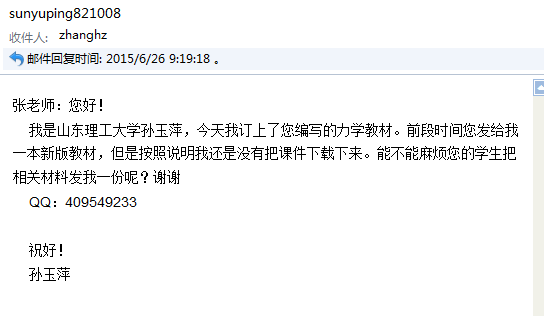 sunyuping821008
收件人: zhanghz
邮件回复时间: 2015/6/26 9:19:18 。
张老师：您好！
我是山东理工大学孙玉萍，今天我订上了您编写的力学教材。前段时间您发给我
一本新版教材，但是按照说明我还是没有把课件下载下来。能不能麻烦您的学生把
相关材料发我一份呢？谢谢
QQ：409549233
祝好！
孙玉萍